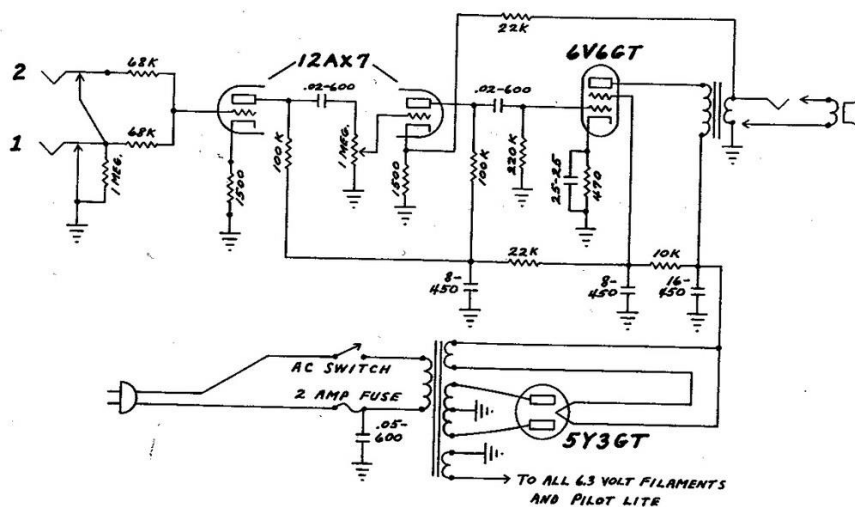 22K
12AX7
6V6GT
2
68K
.02-600
.02-600
1
68K
1 MEG.
1500
100K
1 MEG.
1500
100K
220K
25-25
470
22K
10K
8-
450
8-
450
16-
450
AC SWITCH
2 AMP FUSE
.05-
600
5Y3GT
TO ALL 6.3 VOLT FILAMENTS
AND PILOT LITE